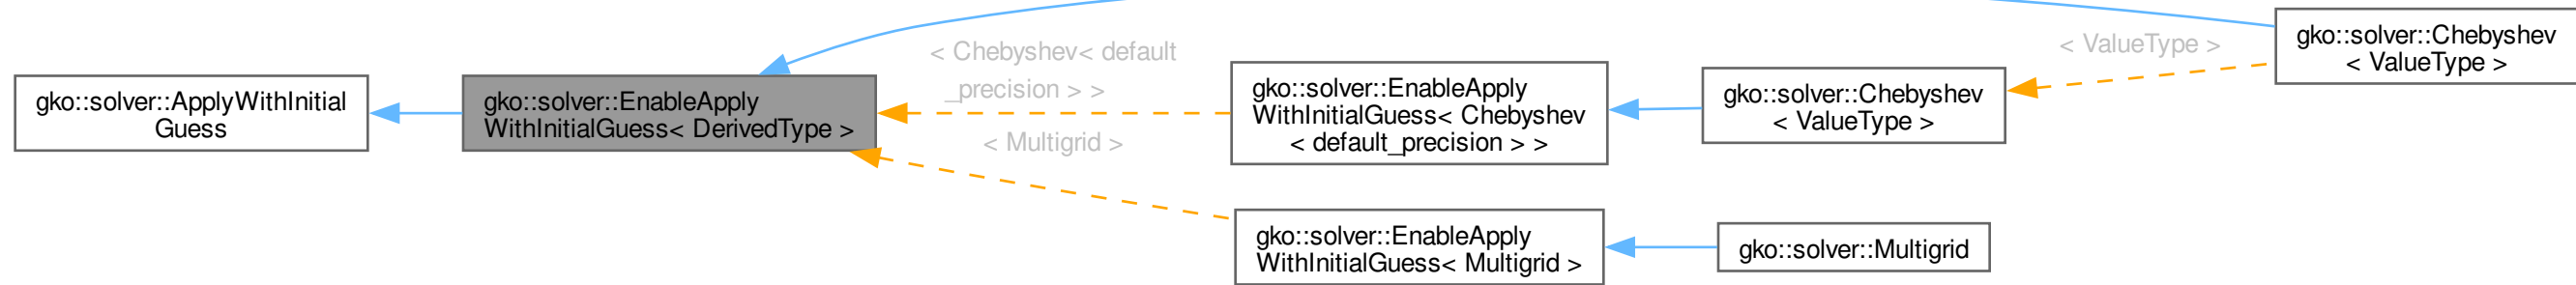 gko::solver::ApplyWithInitial
Guess
gko::solver::EnableApply
WithInitialGuess< DerivedType >
< Chebyshev< default
_precision > >
< Multigrid >
gko::solver::EnableApply
WithInitialGuess< Chebyshev
< default_precision > >
gko::solver::EnableApply
WithInitialGuess< Multigrid >
gko::solver::Chebyshev
< ValueType >
gko::solver::Multigrid
< ValueType >
gko::solver::Chebyshev
< ValueType >